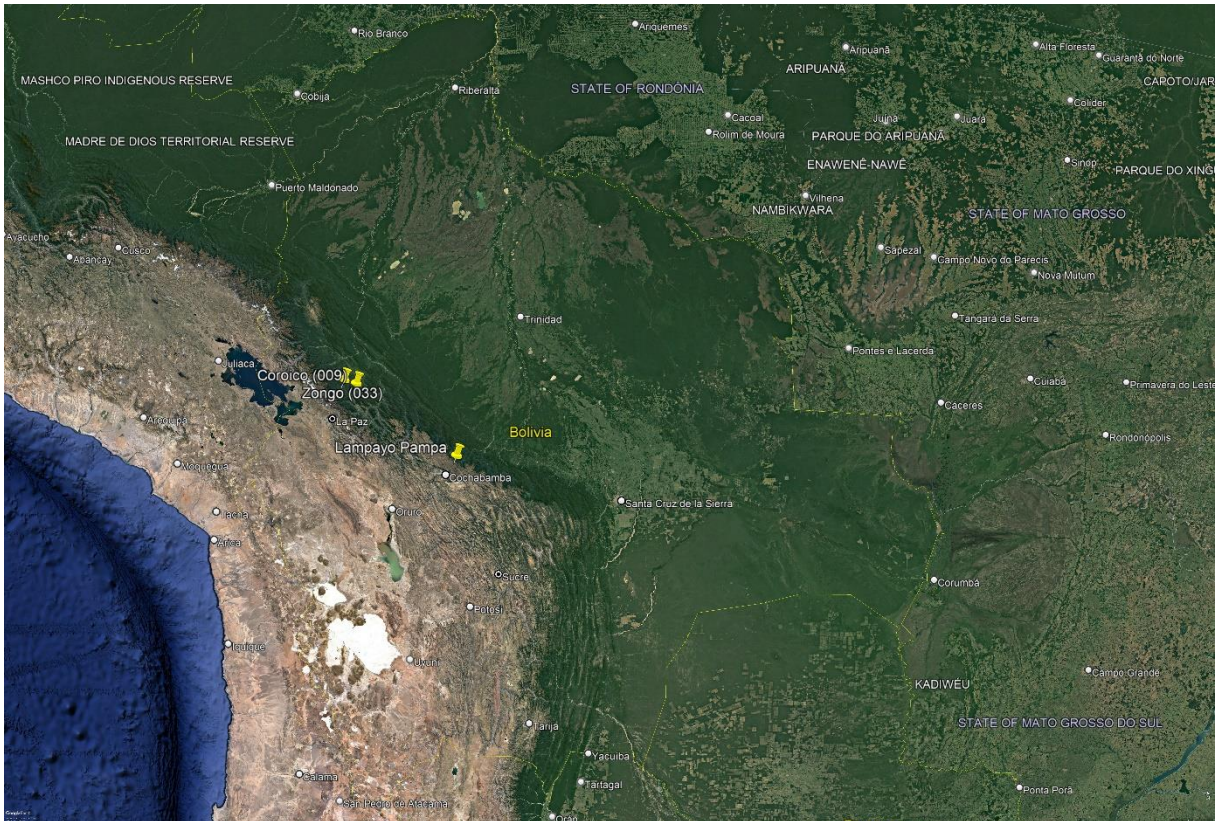 Rio Branco
Ariquemes
Aripuanã
Alta Floresta
Guarantã do Norte
ARIPUANÃ
MASHCO PIRO INDIGENOUS RESERVE
Cobija
Riberalta
STATE OF RONDÔNIA
CAPOTO/JAR
Colider
Cacoal
Juína
Juara
Rolim de Moura
PARQUE DO ARIPUANÃ
MADRE DE DIOS TERRITORIAL RESERVE
ENAWENÊ-NAWÊ
Sinop
PARQUE DO XINGU
Puerto Maldonado
Vilhena
NAMBIKWARA
STATE OF MATO GROSSO
Ayacucho
Cusco
Abancay
Sapezal
Campo Novo do Parecis
Nova Mutum
Trinidad
Tangará da Serra
Pontes e Lacerda
Juliaca
Coroico (009)
Zongo (033)
Cuiabá
Primavera do Leste
Cáceres
Arequipa
La Paz
Bolivia
Rondonópolis
Lampayo Pampa
Moquegua
Cochabamba
Santa Cruz de la Sierra
Tacna
Oruro
Arica
Sucre
Corumbá
Potosí
Iquique
Uyuni
Campo Grande
KADIWÉU
STATE OF MATO GROSSO DO SUL
Tarija
Yacuiba
Calama
Tartagal
San Pedro de Atacama
Ponta Porã
Orán